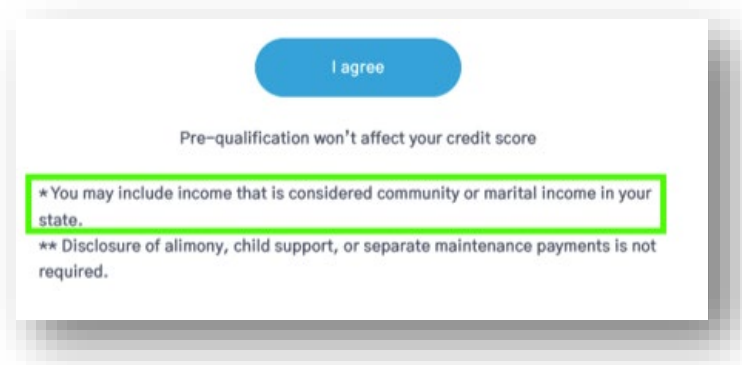 I agree
Pre-qualification won't affect your credit score
*You may include income that is considered community or marital income in your
state.
** Disclosure of alimony, child support, or separate maintenance payments is not
required.